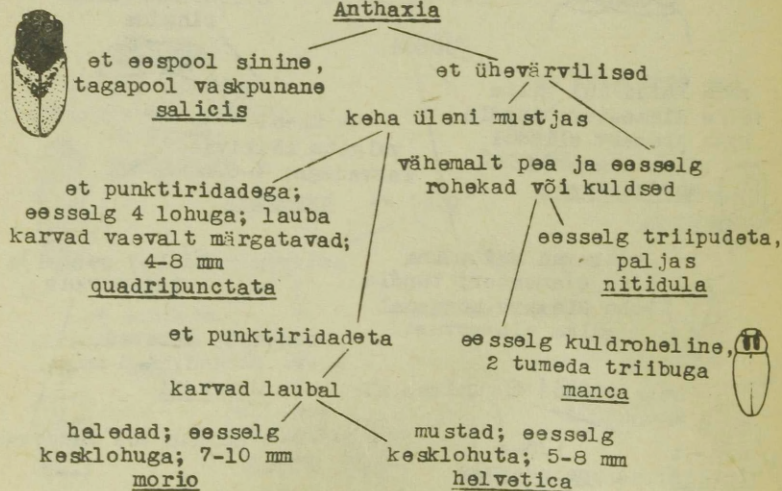 Anthaxia
et eespool sinine,
tagapool vaskpunane
salicis
et ühevärvilised
keha üleni mustjas
vähemalt pea ja eesselg
rohekad või kuldsed
et punktiridadega;
eesselg 4 lohuga; lauba
karvad vaevalt märgatavad;
4-8 mm
quadripunctata
eesselg triipudeta,
paljas
nitidula
et punktiridadeta
eesselg kuldroheline,
2 tumeda triibuga
manca
karvad laubal
heledad; eesselg
kesklohuga; 7-10 mm
morio
mustad; eesselg
kesklohuta; 5-8 mm
helvetica